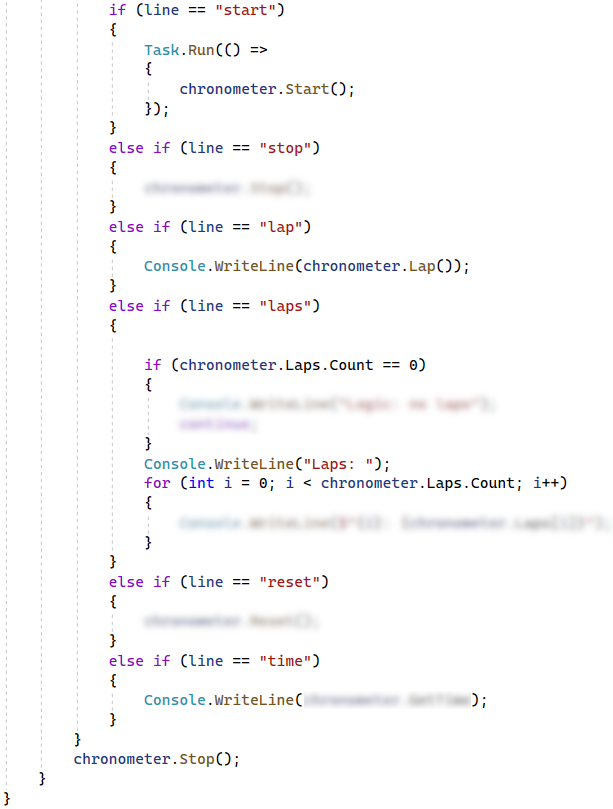 if (line == "start")
{
Task.Run(() =>
{
chronometer.Start();
});
}
else if (line == "stop")
{
}
else if (line == "lap")
{
Console.WriteLine(chronometer.Lap());
}
else if (line == "laps")
{
if (chronometer.Laps.Count == 0)
{
}
Console.WriteLine("Laps: ");
for (int i = 0; i < chronometer.Laps.Count; i++)
{
}
}
else if (line == "reset")
{
}
else if (line == "time")
{
Console.WriteLine( );
}
}
chronometer.Stop();
}
}